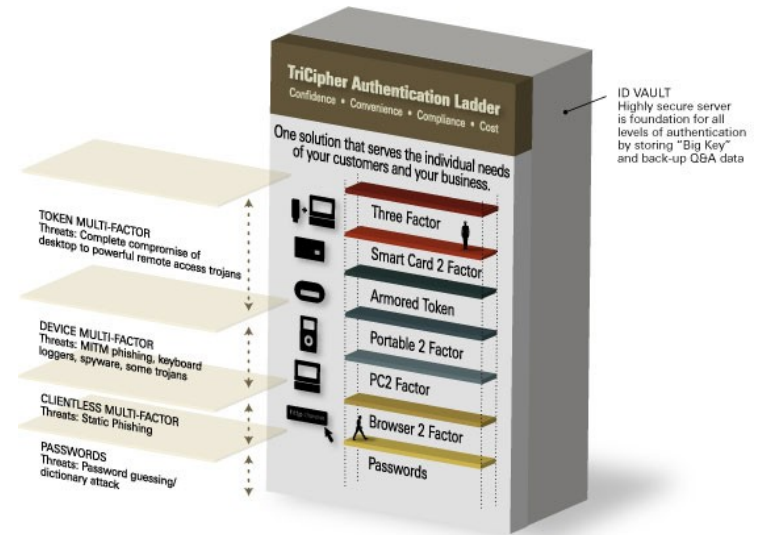 TriCipher Authentication Ladder
Confidence • Convenience • Compliance • Cost
One solution that serves the individual needs
of your customers and your business.
ID VAULT
Highly secure server
is foundation for all
levels of authentication
by storing "Big Key"
and back-up Q&A data
TOKEN MULTI-FACTOR
Threats: Complete compromise of
desktop to powerful remote access trojans
DEVICE MULTI-FACTOR
Threats: MITM phishing, keyboard
loggers, spyware, some trojans
CLIENTLESS MULTI-FACTOR
Threats: Static Phishing
PASSWORDS
Threats: Password guessing/
dictionary attack
Three Factor
Smart Card 2 Factor
Armored Token
Portable 2 Factor
PC2 Factor
Browser 2 Factor
Passwords